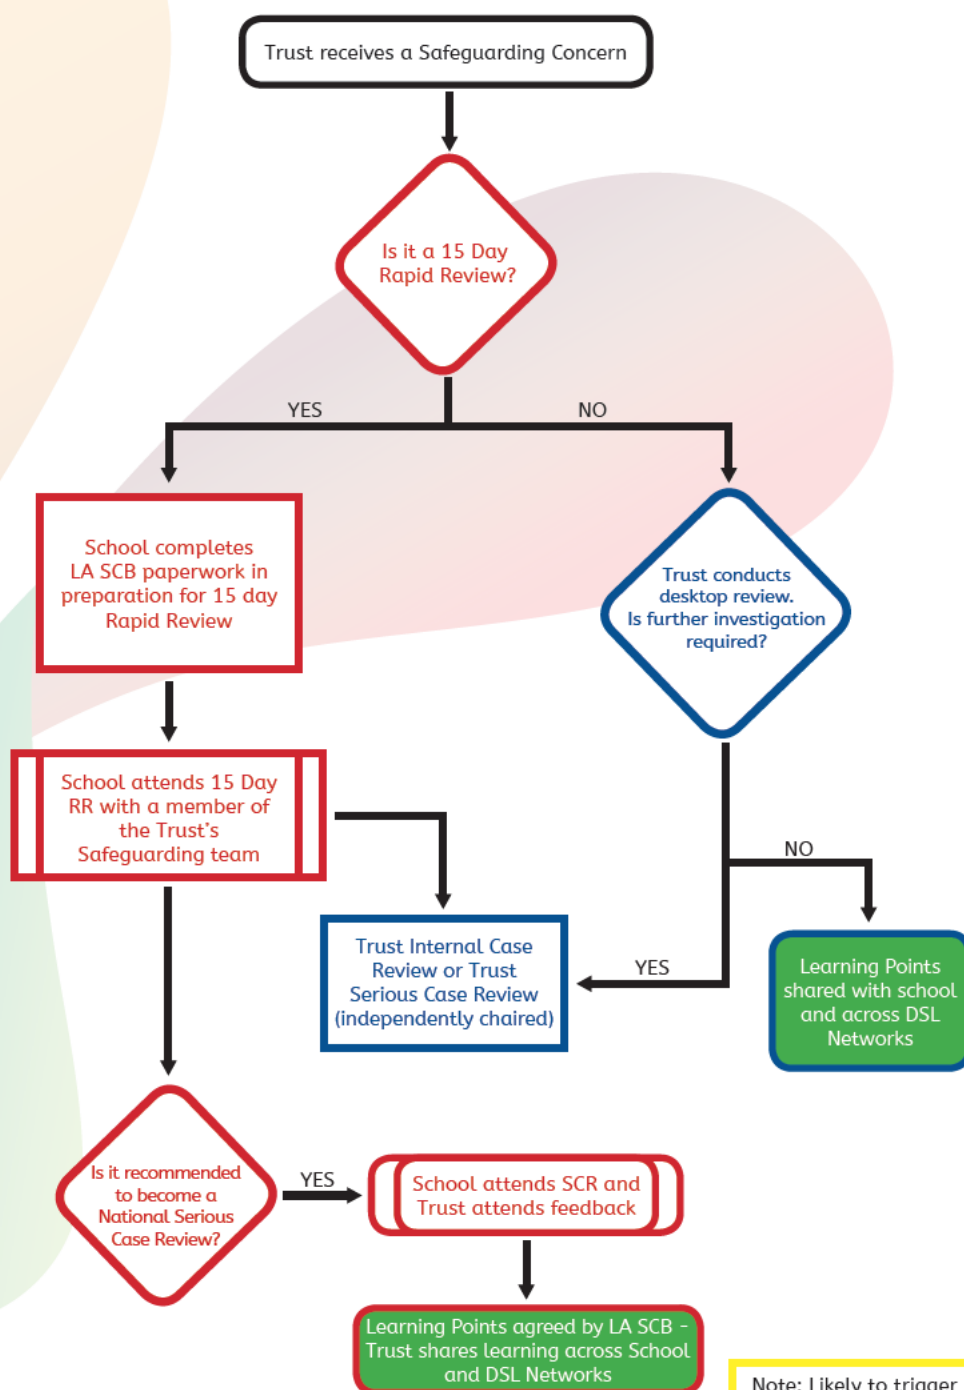 Trust receives a Safeguarding Concern
Is it a 15 Day
Rapid Review?
YES
NO
School completes
LA SCB paperwork in
preparation for 15 day
Rapid Review
Trust conducts
desktop review.
Is further investigation
required?
School attends 15 Day
RR with a member of
the Trust's
Safeguarding team
NO
Trust Internal Case
Review or Trust
Serious Case Review
(independently chaired)
YES
Learning Points
shared with school
and across DSL
Networks
Is it recommended
to become a
National Serious
Case Review?
YES
School attends SCR and
Trust attends feedback
Learning Points agreed by LA SCB -
Trust shares learning across School
and DSL Networks
Note: Likely to trigger